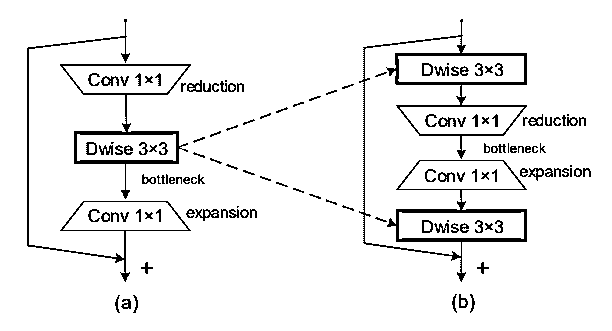 Conv 1×1
reduction
Dwise 3×3
bottleneck
Conv 1×1
expansion
+
(a)
Dwise 3×3
Conv 1×1
reduction
bottleneck
Conv 1×1
expansion
Dwise 3×3
+
(b)